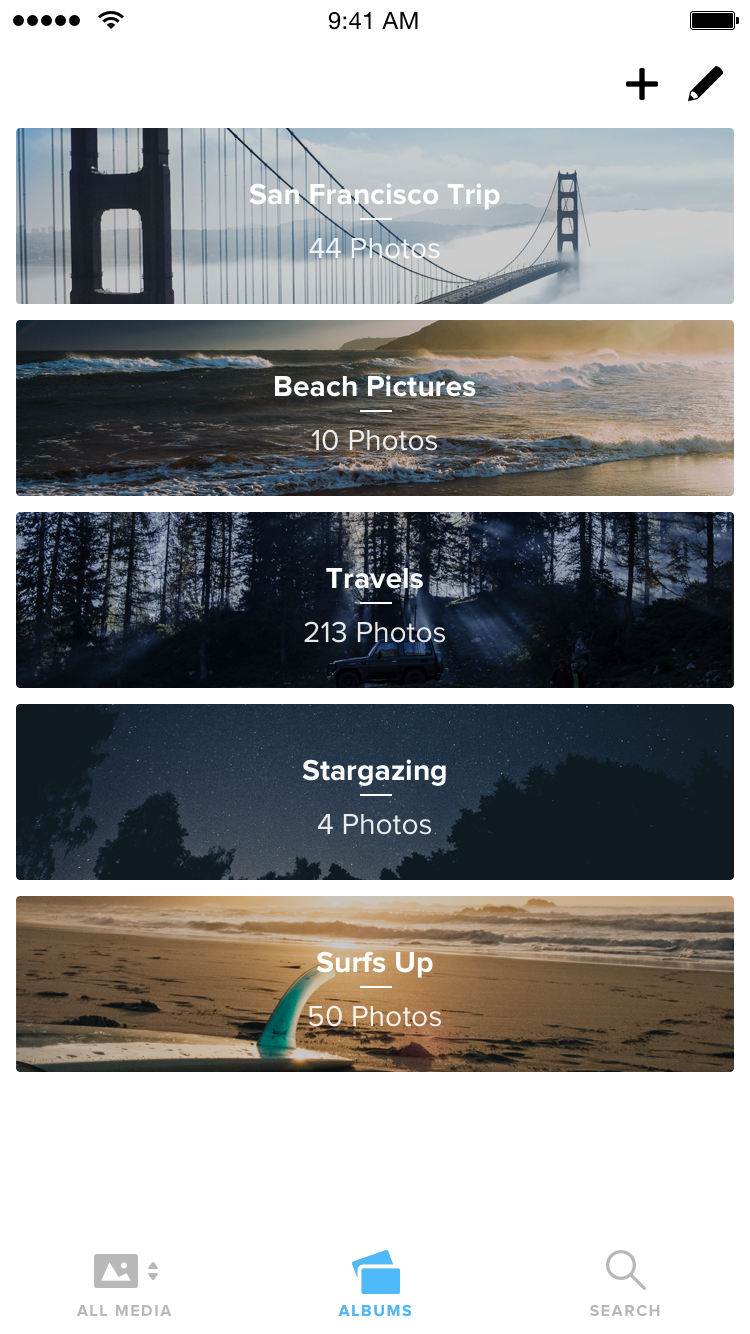 9:41 AM
San Francisco Trip
44 Photos
Beach Pictures
10 Photos
Travels
213 Photos
Stargazing
4 Photos
Surfs Up
50 Photos
ALL MEDIA
ALBUMS
SEARCH